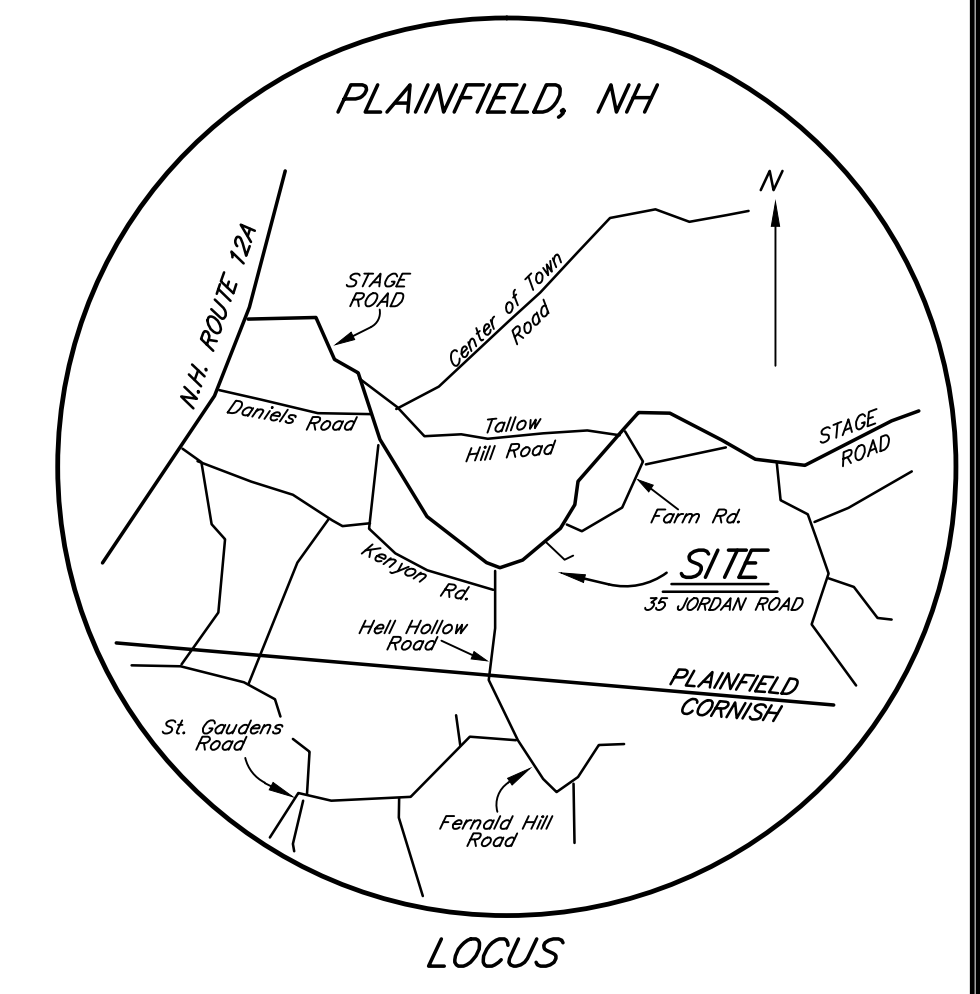 PLAINFIELD, NH
N
N.H. ROUTE 12A
STAGE
ROAD
Center of Town
Road
Daniels Road
Tallow
Hill Road
STAGE
ROAD
Farm Rd.
Kenyon Rd.
SITE
35 JORDAN ROAD
Hell Hollow
Road
PLAINFIELD
CORNISH
St. Gaudens
Road
Fernald Hill
Road
LOCUS